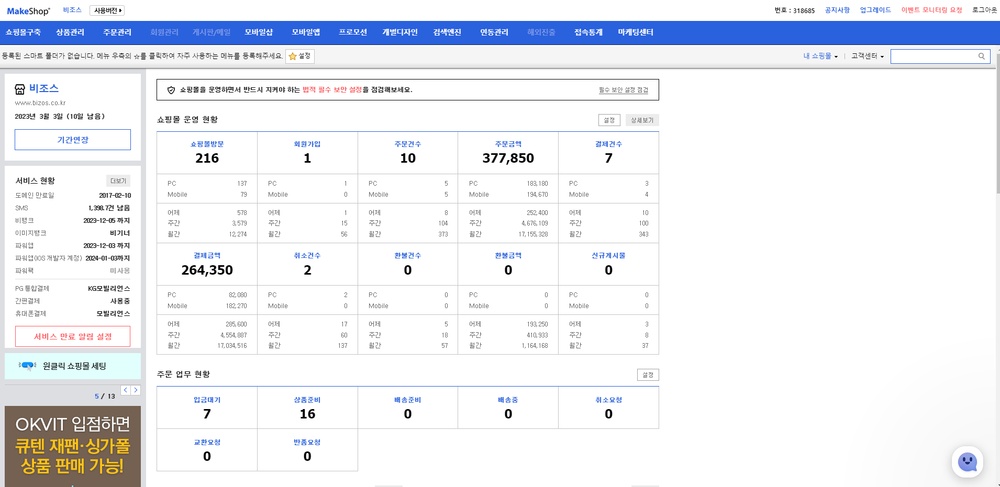 MakeShop® 비조스 사용버전 번호 : 318685 공지사항 업그레이드 이벤트 모니터링 요청 로그아웃
쇼핑몰구축 상품관리 주문관리 회원관리 게시판/메일 모바일샵 모바일앱 프로모션 개별디자인 검색엔진 연동관리 해외진출 접속통계 마케팅센터
등록된 스마트 폴더가 없습니다. 메뉴 우측의 ☆를 클릭하여 자주 사용하는 메뉴를 등록해주세요. 설정 내 쇼핑몰 고객센터
비조스
www.bizos.co.kr
2023년 3월 3일 (10일 남음)
기간연장
서비스 현황 더보기
도메인 만료일 2017-02-10
SMS 1,398.7건 남음
비뱅크 2023-12-05 까지
이미지뱅크 비기너
파워앱 2023-12-03 까지
파워앱(IOS 개발자 계정) 2024-01-03까지
파워팩 미사용
PG 통합결제 KG모빌리언스
간편결제 사용중
휴대폰결제 모빌리언스
서비스 만료 알림 설정
원클릭 쇼핑몰 세팅
5 / 13
OKVIT 입점하면
큐텐 재팬·싱가폴
상품 판매 가능!
쇼핑몰을 운영하면서 반드시 지켜야 하는 법적 필수 보안 설정을 점검해보세요. 필수 보안 설정 점검
쇼핑몰 운영 현황 설정 상세보기
쇼핑몰방문 회원가입 주문건수 주문금액 결제건수
216 1 10 377,850 7
PC 137 PC 1 PC 5 PC 183,180 PC 3
Mobile 79 Mobile 0 Mobile 5 Mobile 194,670 Mobile 4
어제 578 어제 1 어제 8 어제 252,400 어제 10
주간 3,579 주간 15 주간 104 주간 4,676,109 주간 100
월간 12,274 월간 56 월간 373 월간 17,155,328 월간 343
결제금액 취소건수 환불건수 환불금액 신규게시물
264,350 2 0 0 0
PC 82,080 PC 2 PC 0 PC 0 PC 0
Mobile 182,270 Mobile 0 Mobile 0 Mobile 0 Mobile 0
어제 285,600 어제 17 어제 5 어제 193,250 어제 3
주간 4,554,887 주간 60 주간 18 주간 410,933 주간 8
월간 17,034,516 월간 137 월간 57 월간 1,164,168 월간 37
주문 업무 현황 설정
입금대기 상품준비 배송준비 배송중 취소요청
7 16 0 0 0
교환요청 반품요청
0 0